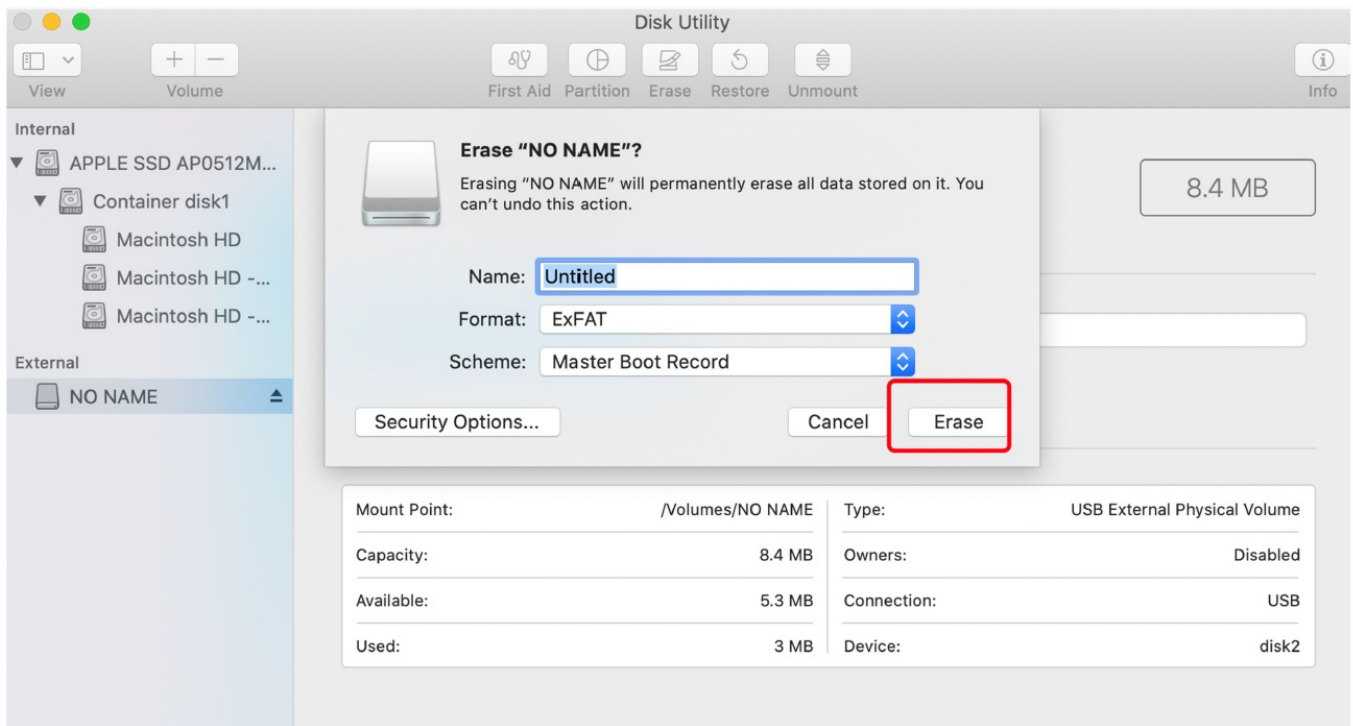 Disk Utility
View
Volume
First Aid
Partition
Erase
Restore
Unmount
Info
Internal
APPLE SSD AP0512M...
Container disk1
Macintosh HD
Macintosh HD -...
Macintosh HD -...
External
NO NAME
Erase “NO NAME”?
Erasing “NO NAME” will permanently erase all data stored on it. You
can’t undo this action.
Name: Untitled
Format: ExFAT
Scheme: Master Boot Record
Security Options...
Cancel
Erase
8.4 MB
Mount Point: /Volumes/NO NAME
Capacity: 8.4 MB
Available: 5.3 MB
Used: 3 MB
Type: USB External Physical Volume
Owners: Disabled
Connection: USB
Device: disk2